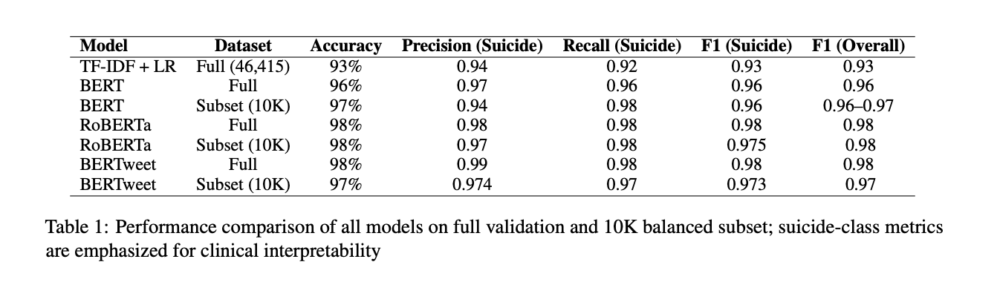 Model Dataset Accuracy Precision (Suicide) Recall (Suicide) F1 (Suicide) F1 (Overall)
TF-IDF + LR Full (46,415) 93% 0.94 0.92 0.93 0.93
BERT Full 96% 0.97 0.96 0.96 0.96
BERT Subset (10K) 97% 0.94 0.98 0.96 0.96–0.97
RoBERTa Full 98% 0.98 0.98 0.98 0.98
RoBERTa Subset (10K) 98% 0.97 0.98 0.975 0.98
BERTweet Full 98% 0.99 0.98 0.98 0.98
BERTweet Subset (10K) 97% 0.974 0.97 0.973 0.97
Table 1: Performance comparison of all models on full validation and 10K balanced subset; suicide-class metrics
are emphasized for clinical interpretability